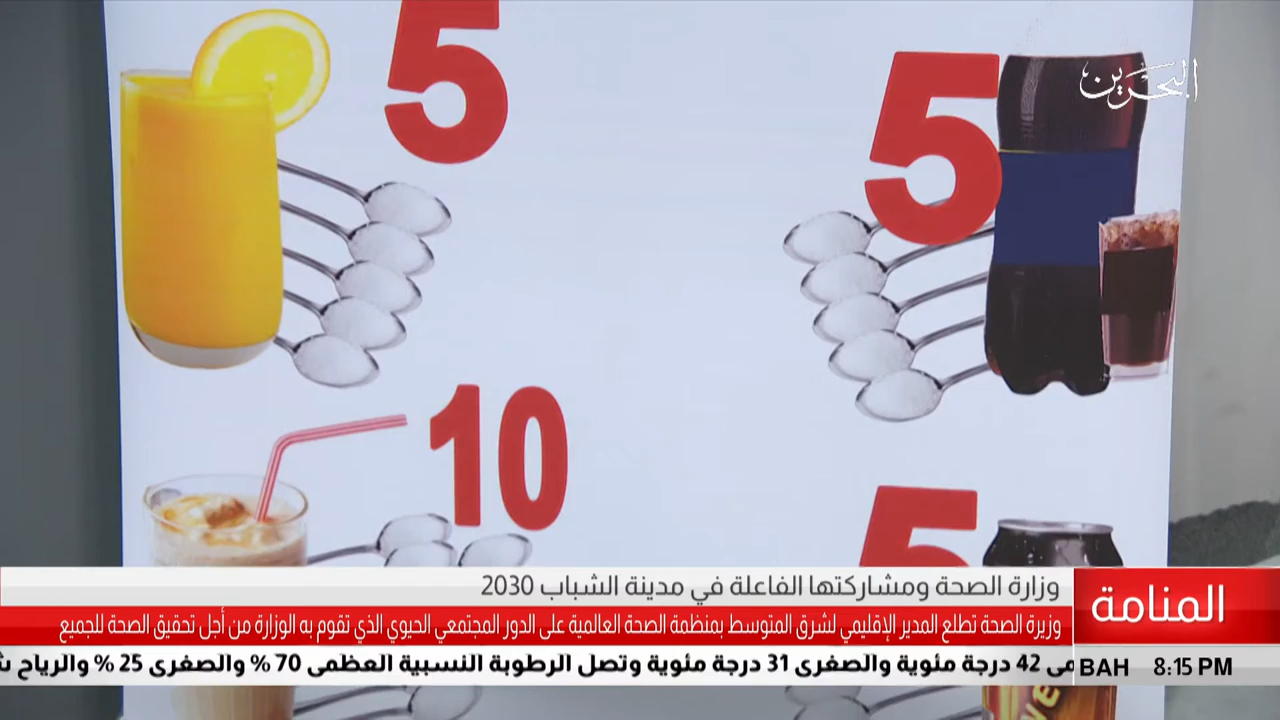 5
5
البحرين
10
5
وزارة الصحة ومشاركتها الفاعلة في مدينة الشباب 2030
المنامة
وزيرة الصحة تطلع المدير الإقليمي لشرق المتوسط بمنظمة الصحة العالمية على الدور المجتمعي الحيوي الذي تقوم به الوزارة من أجل تحقيق الصحة للجميع
42 درجة مئوية والصغرى 31 درجة مئوية وتصل الرطوبة النسبية العظمى 70 % والصغرى 25 % والرياح
BAH 8:15 PM